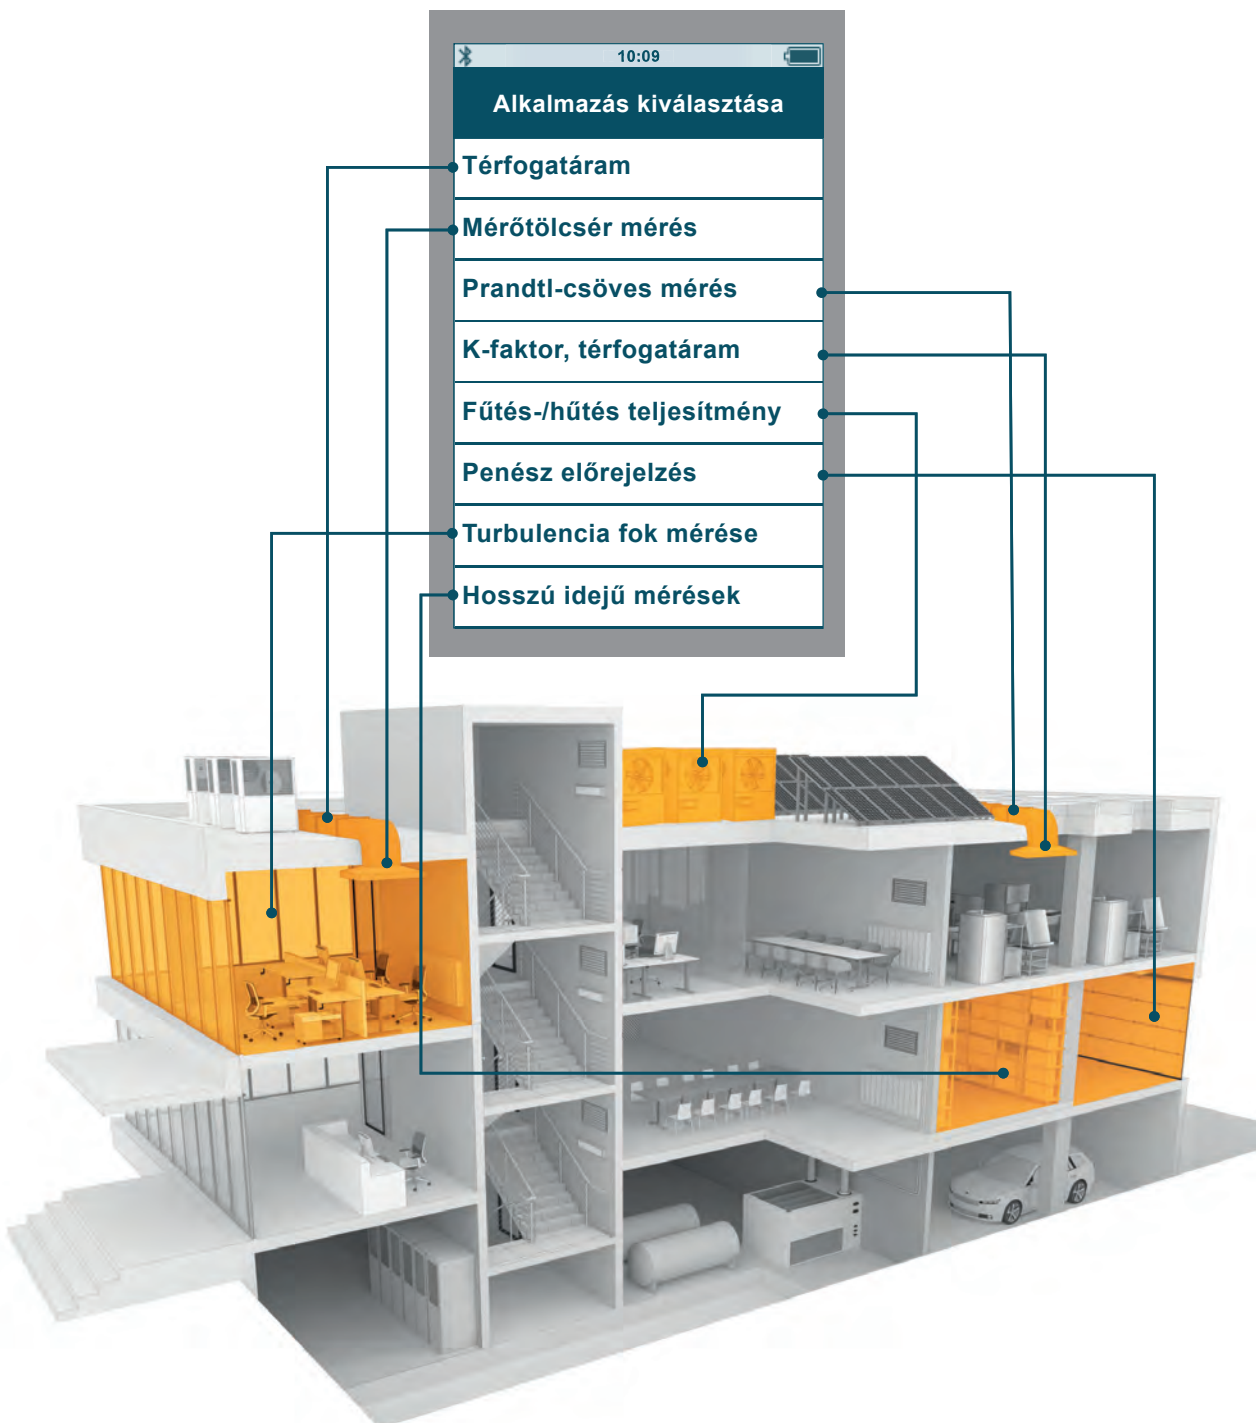 10:09
Alkalmazás kiválasztása
Térfogatáram
Mérőtölcsér mérés
Prandtl-csöves mérés
K-faktor, térfogatáram
Fűtés-/hűtés teljesítmény
Penész előrejelzés
Turbulencia fok mérése
Hosszú idejű mérések